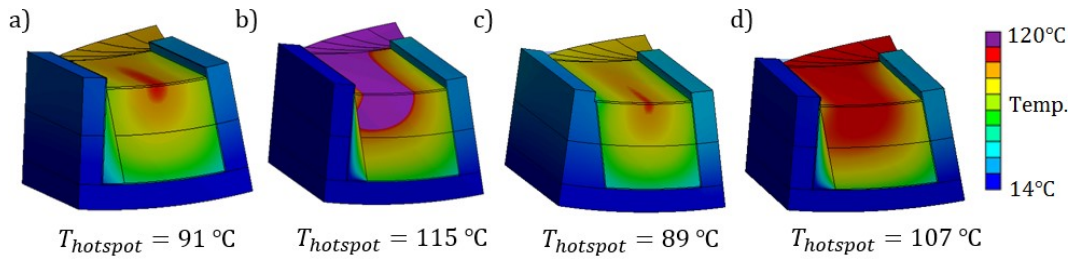 a)
b)
c)
d)
120°C
Temp.
14°C
T_hotspot = 91 °C
T_hotspot = 115 °C
T_hotspot = 89 °C
T_hotspot = 107 °C